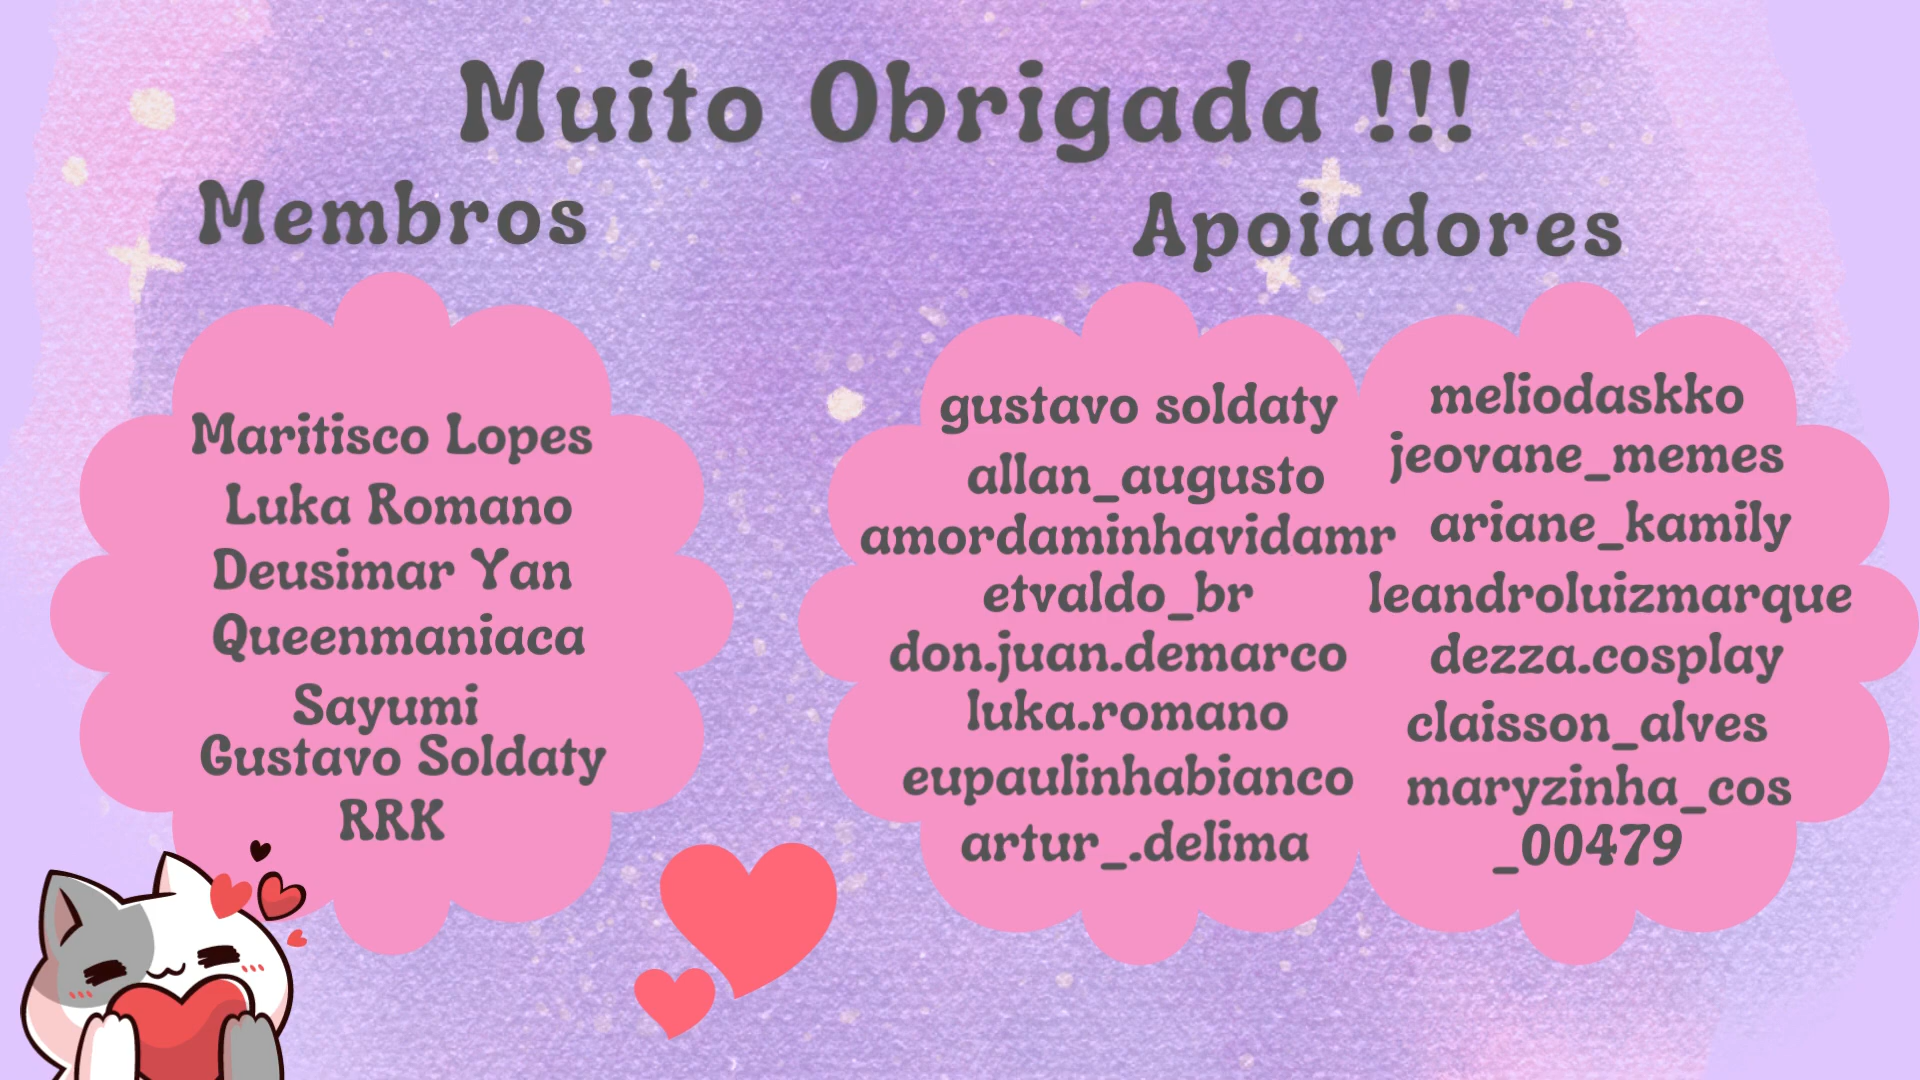 Muito Obrigada !!!
Membros
Maritisco Lopes
Luka Romano
Deusimar Yan
Queenmaniaca
Sayumi
Gustavo Soldaty
RRK
Apoiadores
gustavo soldaty
allan_augusto
amordaminhavidamr
etvaldo_br
don.juan.demarco
luka.romano
eupaulinhabianco
artur_.delima
meliodaskko
jeovane_memes
ariane_kamily
leandroluizmarque
dezza.cosplay
claisson_alves
maryzinha_cos
_00479